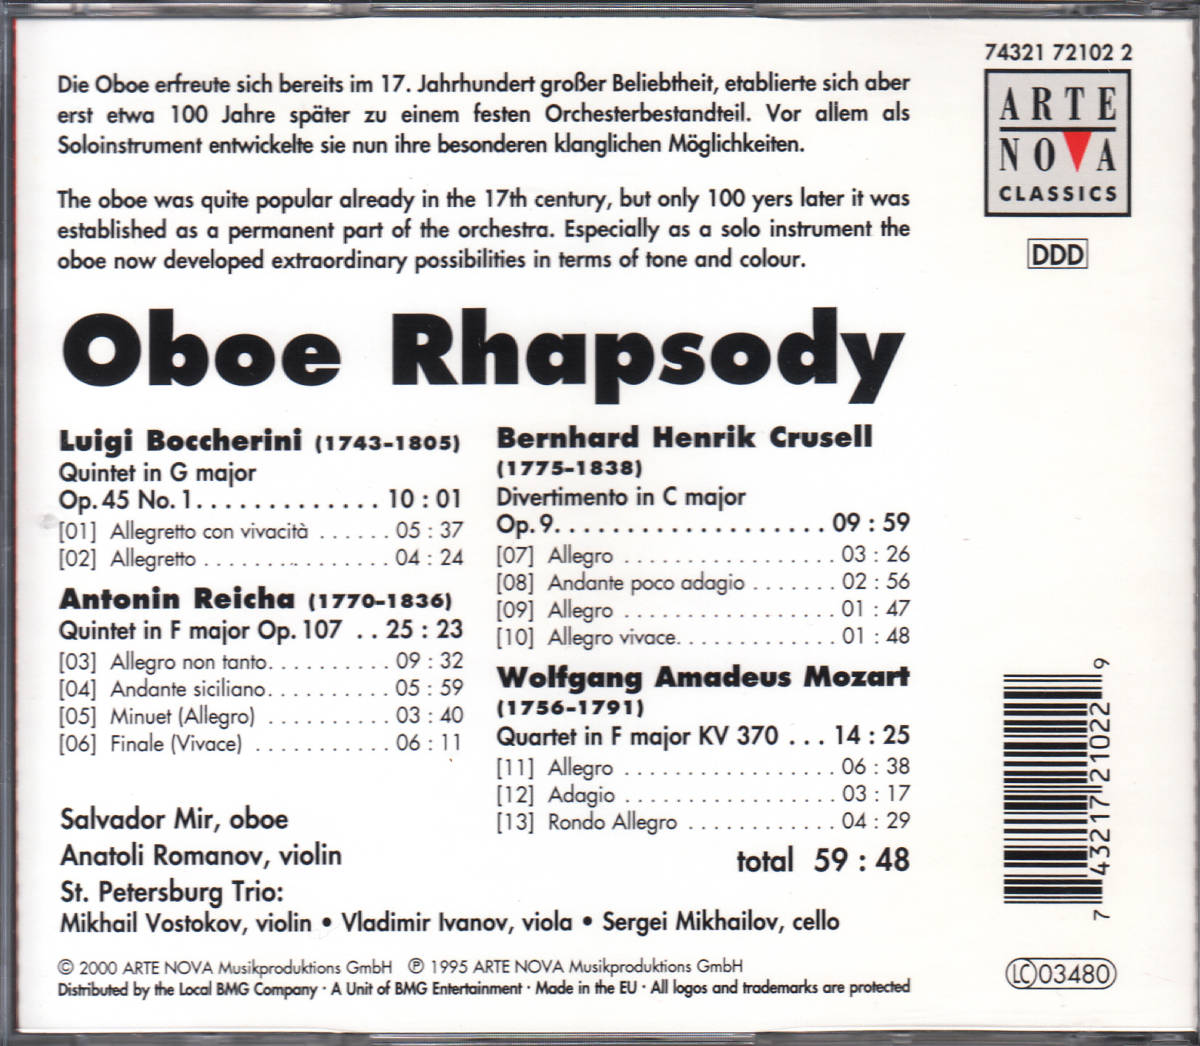 Die Oboe erfreute sich bereits im 17. Jahrhundert großer Beliebtheit, etablierte sich aber
erst etwa 100 Jahre später zu einem festen Orchesterbestandteil. Vor allem als
Soloinstrument entwickelte sie nun ihre besonderen klanglichen Möglichkeiten.
The oboe was quite popular already in the 17th century, but only 100 yers later it was
established as a permanent part of the orchestra. Especially as a solo instrument the
oboe now developed extraordinary possibilities in terms of tone and colour.
74321 72102 2
ARTE
NOVA
CLASSICS
DDD
Oboe Rhapsody
Luigi Boccherini (1743-1805)
Quintet in G major
Op. 45 No. 1............. 10 : 01
[01] Allegretto con vivacità ...... 05 : 37
[02] Allegretto .............. 04 : 24
Antonin Reicha (1770-1836)
Quintet in F major Op. 107 .. 25 : 23
[03] Allegro non tanto.......... 09 : 32
[04] Andante siciliano.......... 05 : 59
[05] Minuet (Allegro) .......... 03 : 40
[06] Finale (Vivace) ........... 06 : 11
Salvador Mir, oboe
Anatoli Romanov, violin
St. Petersburg Trio:
Mikhail Vostokov, violin • Vladimir Ivanov, viola • Sergei Mikhailov, cello
Bernhard Henrik Crusell
(1775-1838)
Divertimento in C major
Op. 9................... 09 : 59
[07] Allegro ................ 03 : 26
[08] Andante poco adagio ....... 02 : 56
[09] Allegro ................ 01 : 47
[10] Allegro vivace............ 01 : 48
Wolfgang Amadeus Mozart
(1756-1791)
Quartet in F major KV 370 ... 14 : 25
[11] Allegro ................ 06 : 38
[12] Adagio ................ 03 : 17
[13] Rondo Allegro ........... 04 : 29
total 59 : 48
7 43217 21022 9
© 2000 ARTE NOVA Musikproduktions GmbH ℗ 1995 ARTE NOVA Musikproduktions GmbH
Distributed by the Local BMG Company · A Unit of BMG Entertainment · Made in the EU · All logos and trademarks are protected
LC 03480